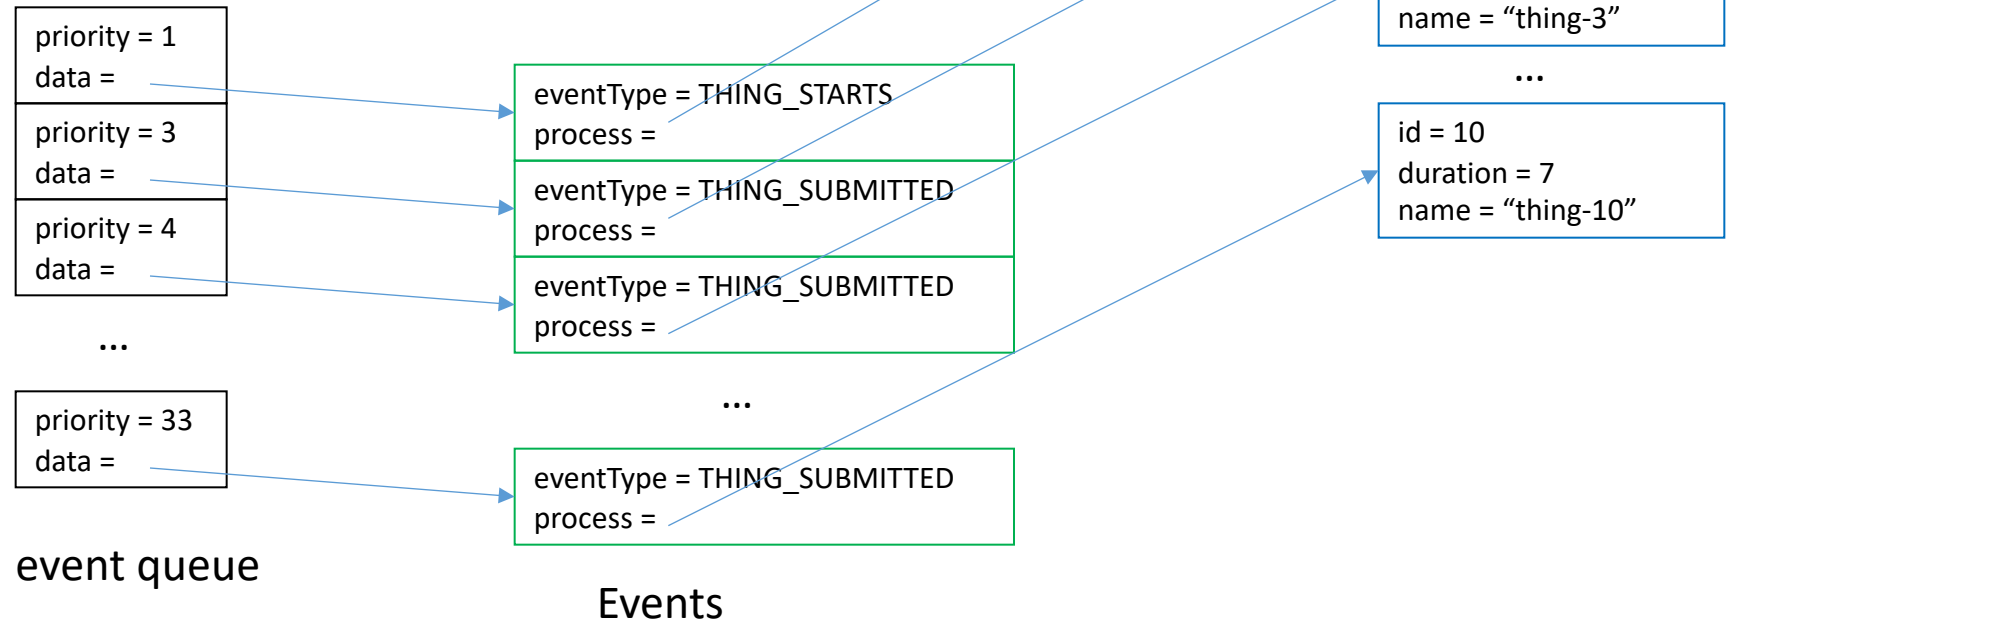 priority = 1
data =
priority = 3
data =
priority = 4
data =
...
priority = 33
data =
event queue
eventType = THING_STARTS
process =
eventType = THING_SUBMITTED
process =
eventType = THING_SUBMITTED
process =
...
eventType = THING_SUBMITTED
process =
Events
name = “thing-3”
...
id = 10
duration = 7
name = “thing-10”